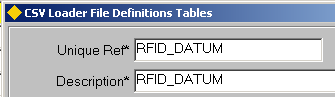 CSV Loader File Definitions Tables
Unique Ref* RFID_DATUM
Description* RFID_DATUM